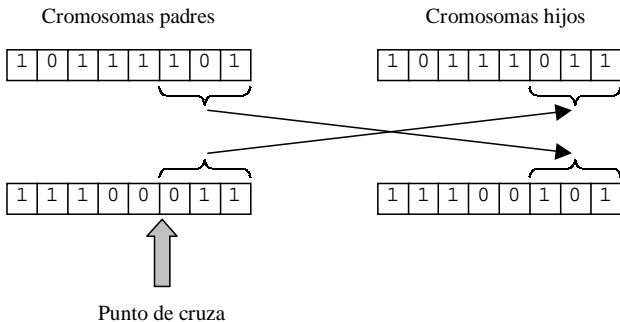 Cromosomas padres
Cromosomas hijos
1 0 1 1 1 1 0 1
1 0 1 1 1 0 1 1
1 1 1 0 0 0 1 1
1 1 1 0 0 1 0 1
Punto de cruza